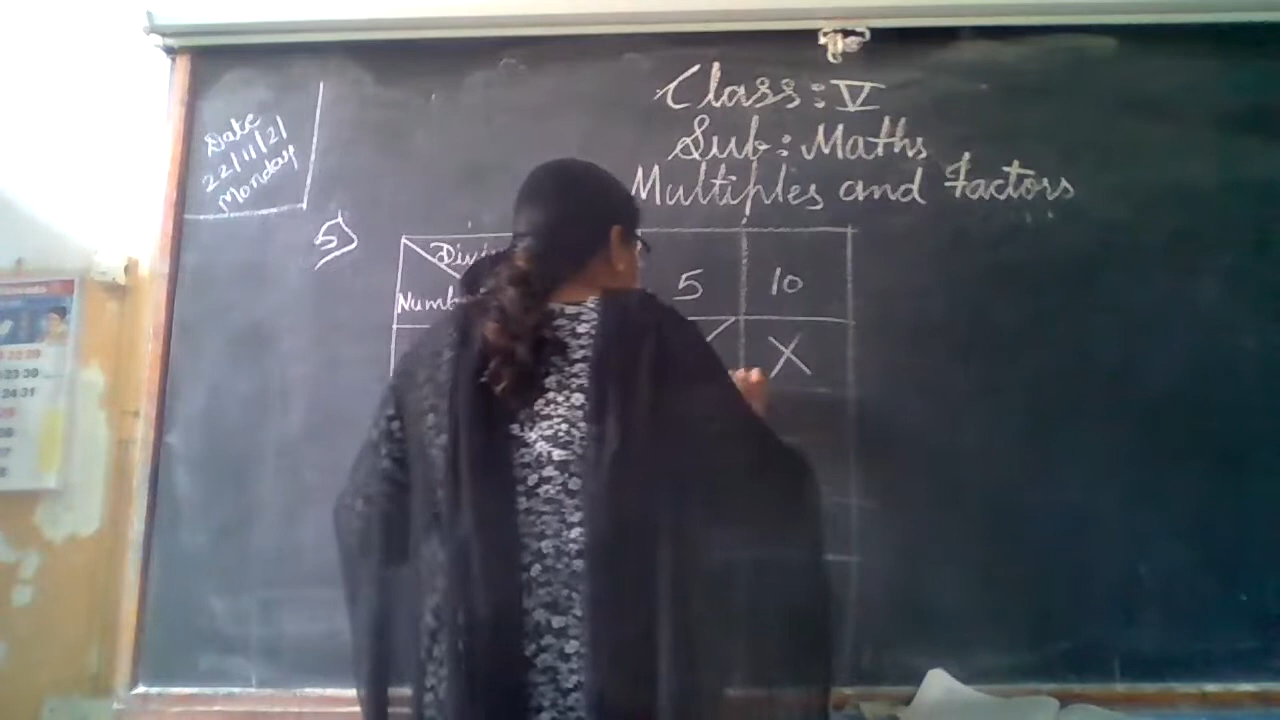 Date
22/11/21
Monday
Class : V
Sub : Maths
Multiples and Factors
5)
5 10
X